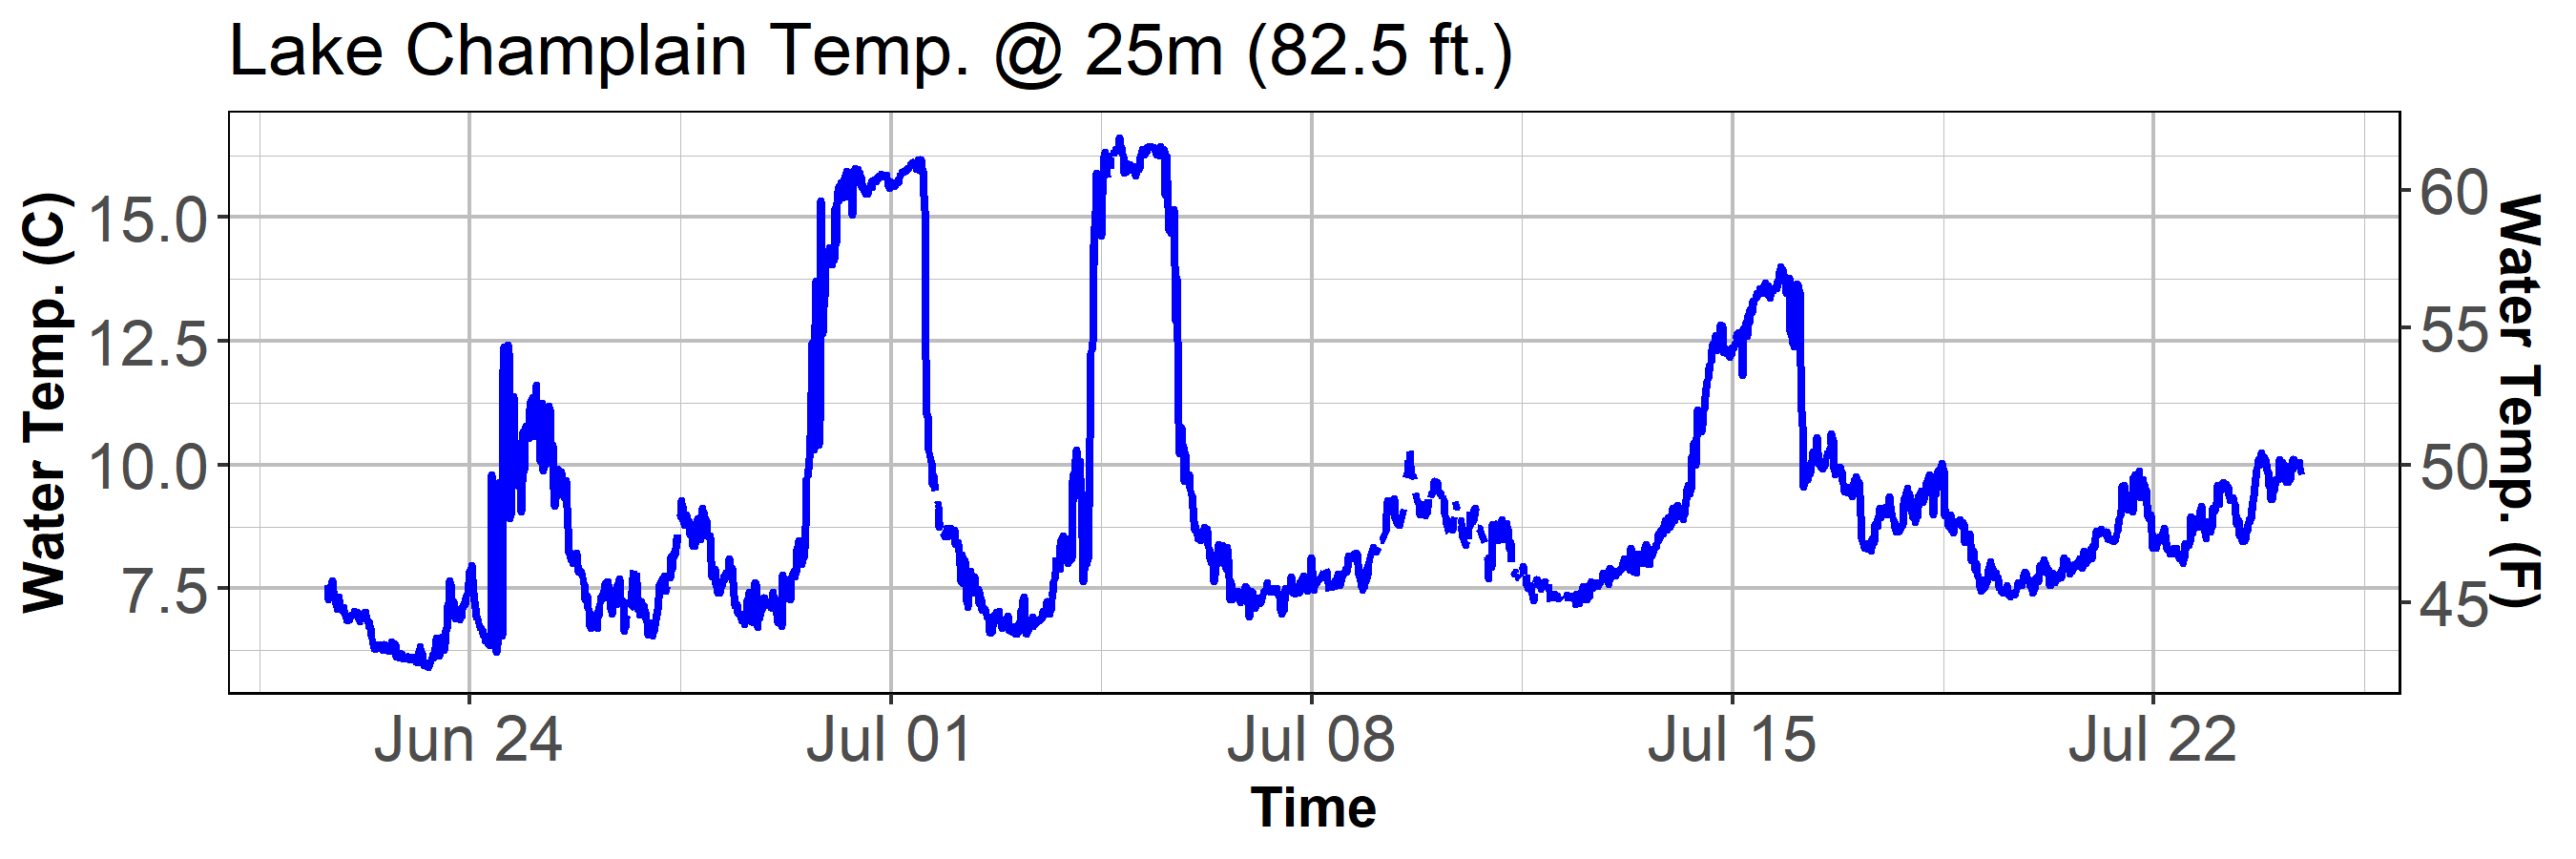 Lake Champlain Temp. @ 25m (82.5 ft.)
Water Temp. (C)
15.0
12.5
10.0
7.5
60
55
50
45
Water Temp. (F)
Jun 24
Jul 01
Jul 08
Jul 15
Jul 22
Time